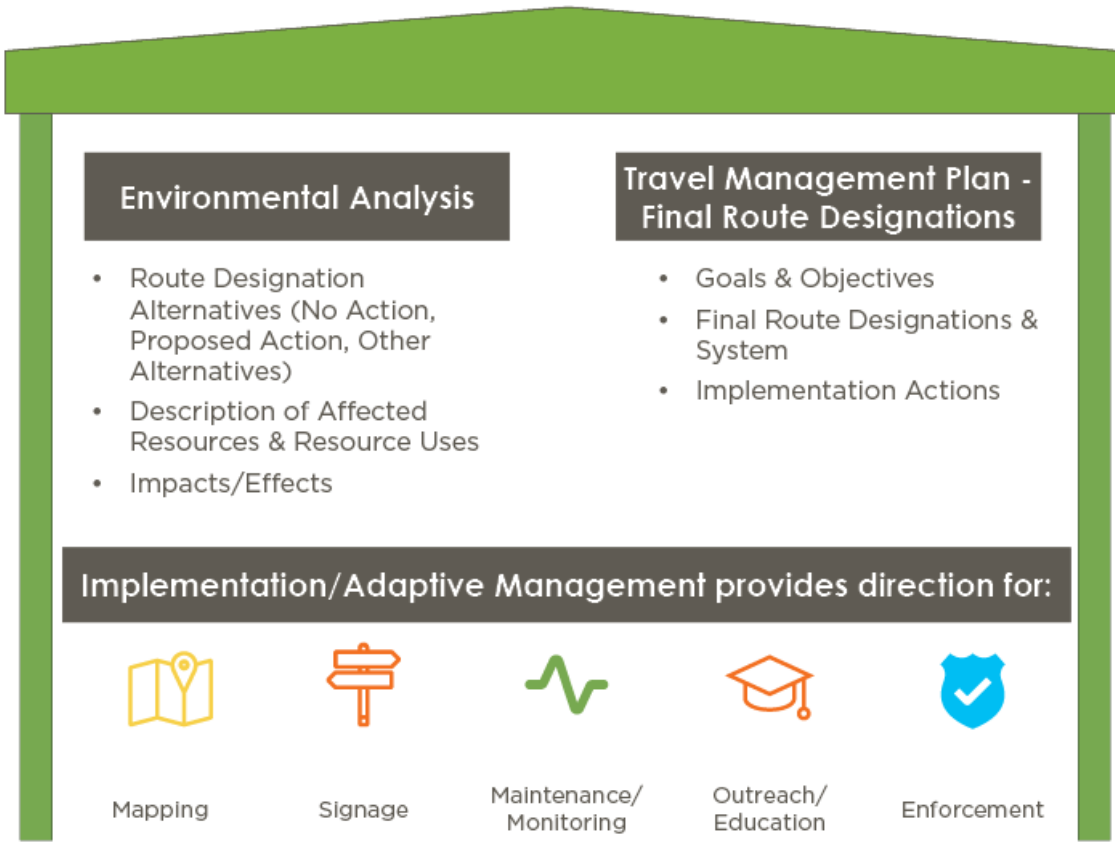 Environmental Analysis
• Route Designation
Alternatives (No Action,
Proposed Action, Other
Alternatives)
• Description of Affected
Resources & Resource Uses
• Impacts/Effects
Travel Management Plan -
Final Route Designations
• Goals & Objectives
• Final Route Designations &
System
• Implementation Actions
Implementation/Adaptive Management provides direction for:
Mapping
Signage
Maintenance/
Monitoring
Outreach/
Education
Enforcement